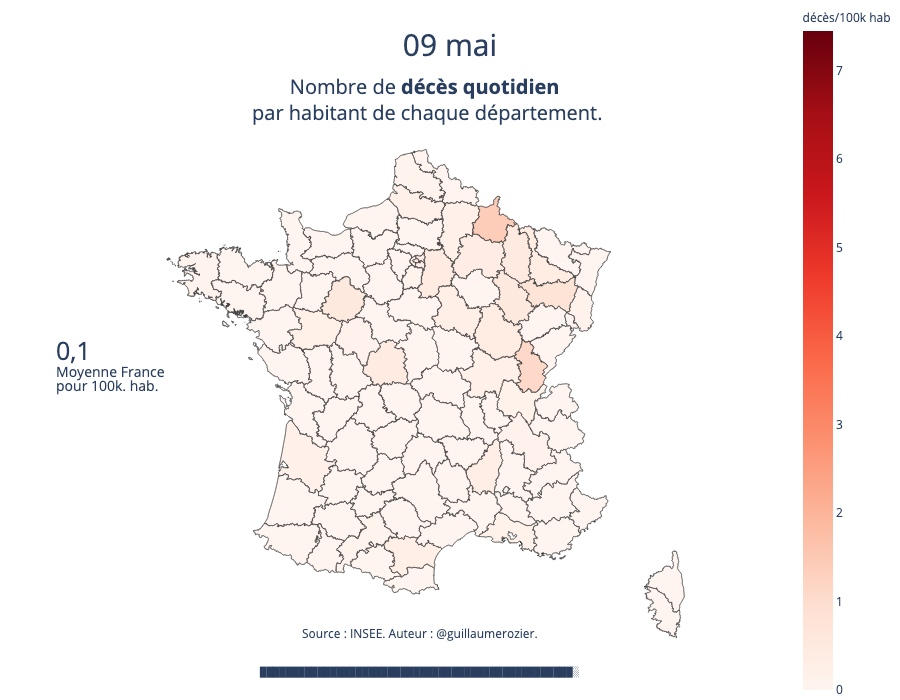 décès/100k hab
09 mai
Nombre de décès quotidien
par habitant de chaque département.
7
6
5
4
3
2
1
0
0,1
Moyenne France
pour 100k. hab.
Source : INSEE. Auteur : @guillaumerozier.